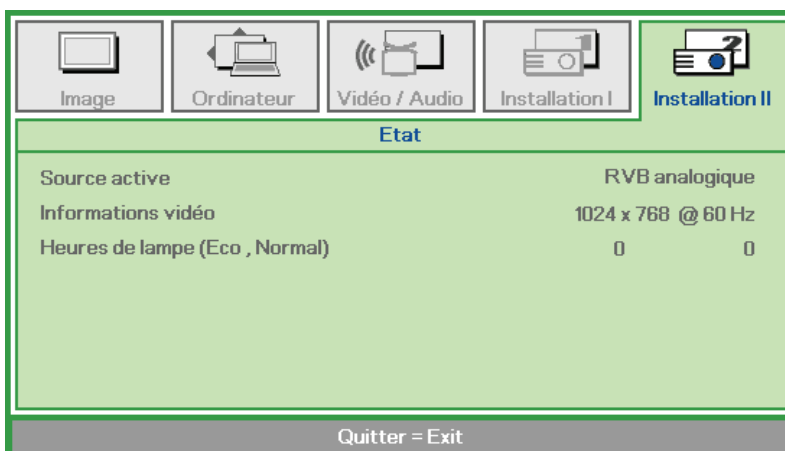 Image
Ordinateur
Vidéo / Audio
Installation I
Installation II
Etat
Source active RVB analogique
Informations vidéo 1024 x 768 @ 60 Hz
Heures de lampe (Eco , Normal) 0 0
Quitter = Exit